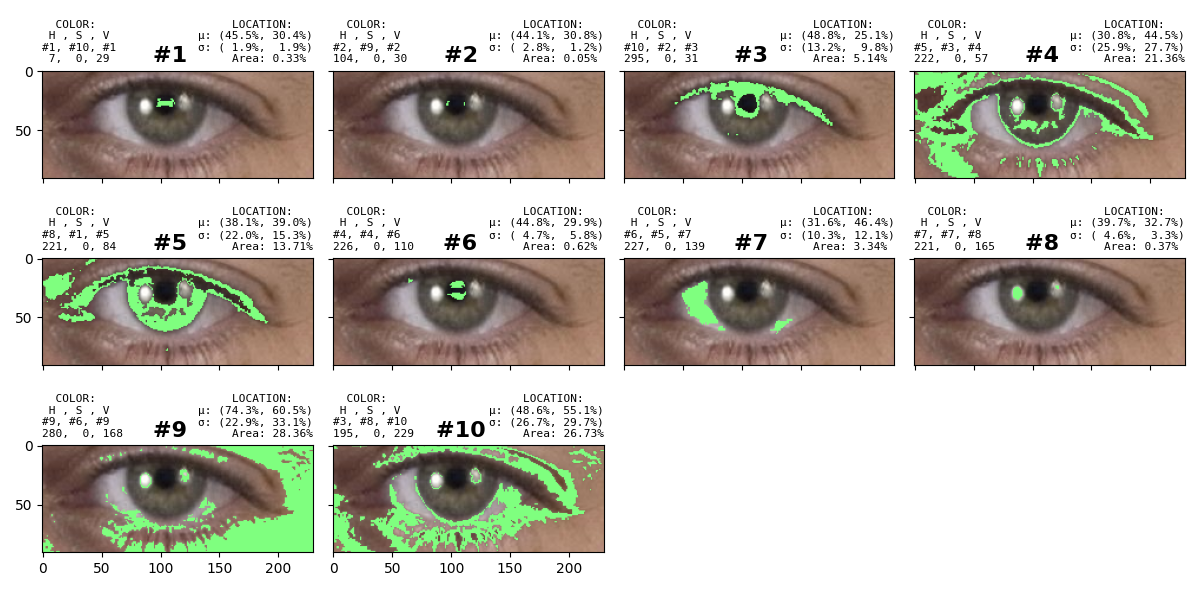 COLOR: LOCATION: COLOR: LOCATION: COLOR: LOCATION: COLOR: LOCATION:
H , S , V μ: (45.5%, 30.4%) H , S , V μ: (44.1%, 30.8%) H , S , V μ: (48.8%, 25.1%) H , S , V μ: (30.8%, 44.5%)
#1, #10, #1 #1 σ: ( 1.9%, 1.9%) #2, #9, #2 #2 σ: ( 2.8%, 1.2%) #10, #2, #3 #3 σ: (13.2%, 9.8%) #5, #3, #4 #4 σ: (25.9%, 27.7%)
7, 0, 29 Area: 0.33% 104, 0, 30 Area: 0.05% 295, 0, 31 Area: 5.14% 222, 0, 57 Area: 21.36%
0
50
COLOR: LOCATION: COLOR: LOCATION: COLOR: LOCATION: COLOR: LOCATION:
H , S , V μ: (38.1%, 39.0%) H , S , V μ: (44.8%, 29.9%) H , S , V μ: (31.6%, 46.4%) H , S , V μ: (39.7%, 32.7%)
#8, #1, #5 #5 σ: (22.0%, 15.3%) #4, #4, #6 #6 σ: ( 4.7%, 5.8%) #6, #5, #7 #7 σ: (10.3%, 12.1%) #7, #7, #8 #8 σ: ( 4.6%, 3.3%)
221, 0, 84 Area: 13.71% 226, 0, 110 Area: 0.62% 227, 0, 139 Area: 3.34% 221, 0, 165 Area: 0.37%
0
50
COLOR: LOCATION: COLOR: LOCATION:
H , S , V μ: (74.3%, 60.5%) H , S , V μ: (48.6%, 55.1%)
#9, #6, #9 #9 σ: (22.9%, 33.1%) #3, #8, #10 #10 σ: (26.7%, 29.7%)
280, 0, 168 Area: 28.36% 195, 0, 229 Area: 26.73%
0
50
0 50 100 150 200 0 50 100 150 200